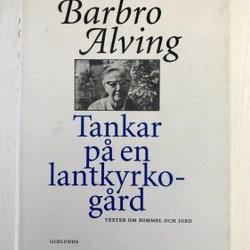 Barbro
Alving
Tankar
på en
lantkyrko-
gård
TEXTER OM HIMMEL OCH JORD
GIDLUNDS